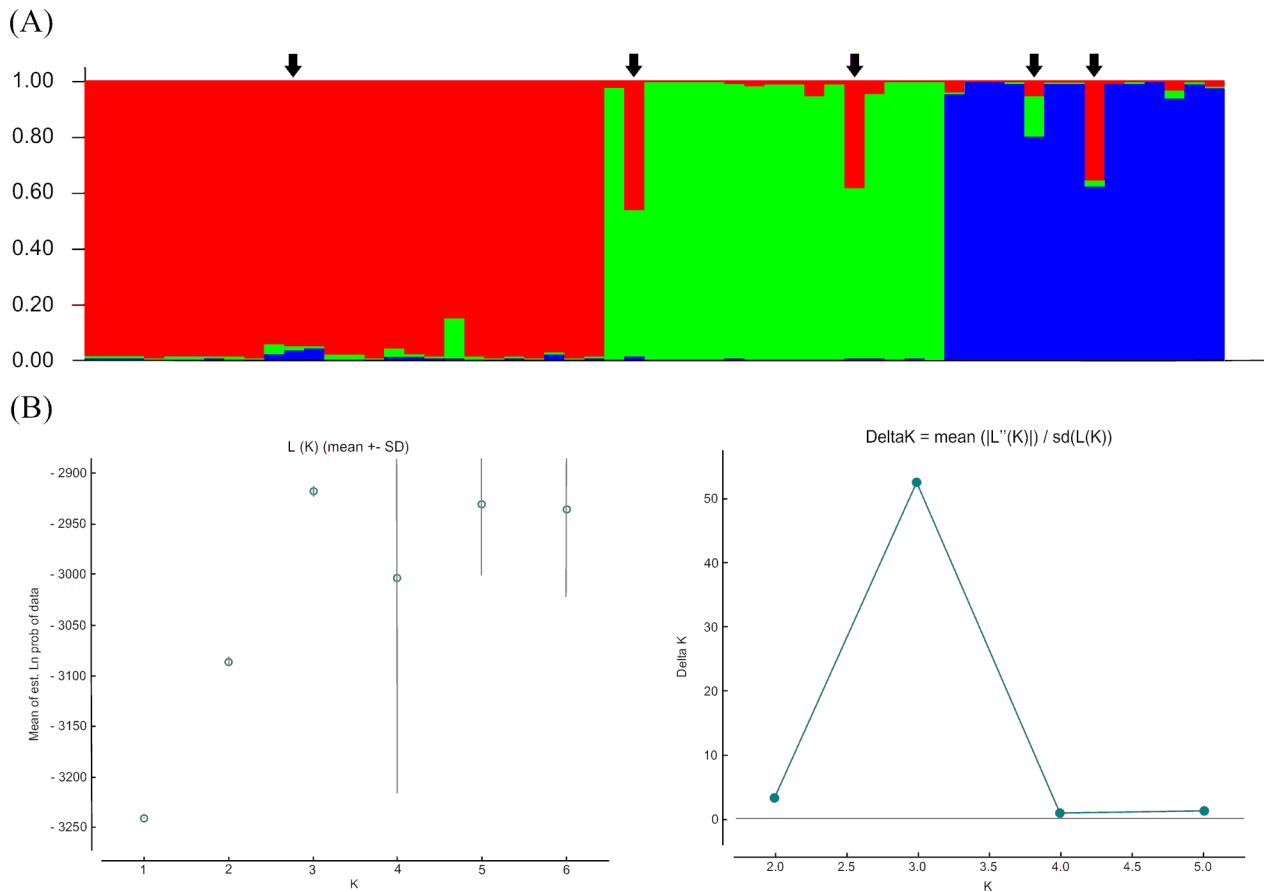 (A)
1.00
0.80
0.60
0.40
0.20
0.00
(B)
L (K) (mean +- SD)
Mean of est. Ln prob of data
- 2900
- 2950
- 3000
- 3050
- 3100
- 3150
- 3200
- 3250
1 2 3 4 5 6
K
DeltaK = mean (|L''(K)|) / sd(L(K))
Delta K
50
40
30
20
10
0
2.0 2.5 3.0 3.5 4.0 4.5 5.0
K